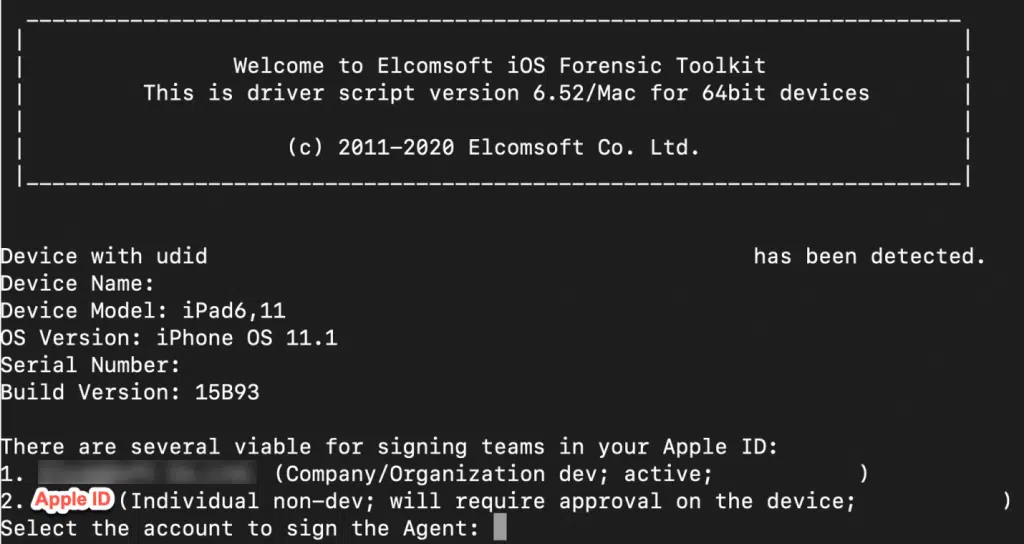 Welcome to Elcomsoft iOS Forensic Toolkit
This is driver script version 6.52/Mac for 64bit devices
(c) 2011-2020 Elcomsoft Co. Ltd.
Device with udid has been detected.
Device Name:
Device Model: iPad6,11
OS Version: iPhone OS 11.1
Serial Number:
Build Version: 15B93
There are several viable for signing teams in your Apple ID:
1. (Company/Organization dev; active; )
2. Apple ID (Individual non-dev; will require approval on the device; )
Select the account to sign the Agent: